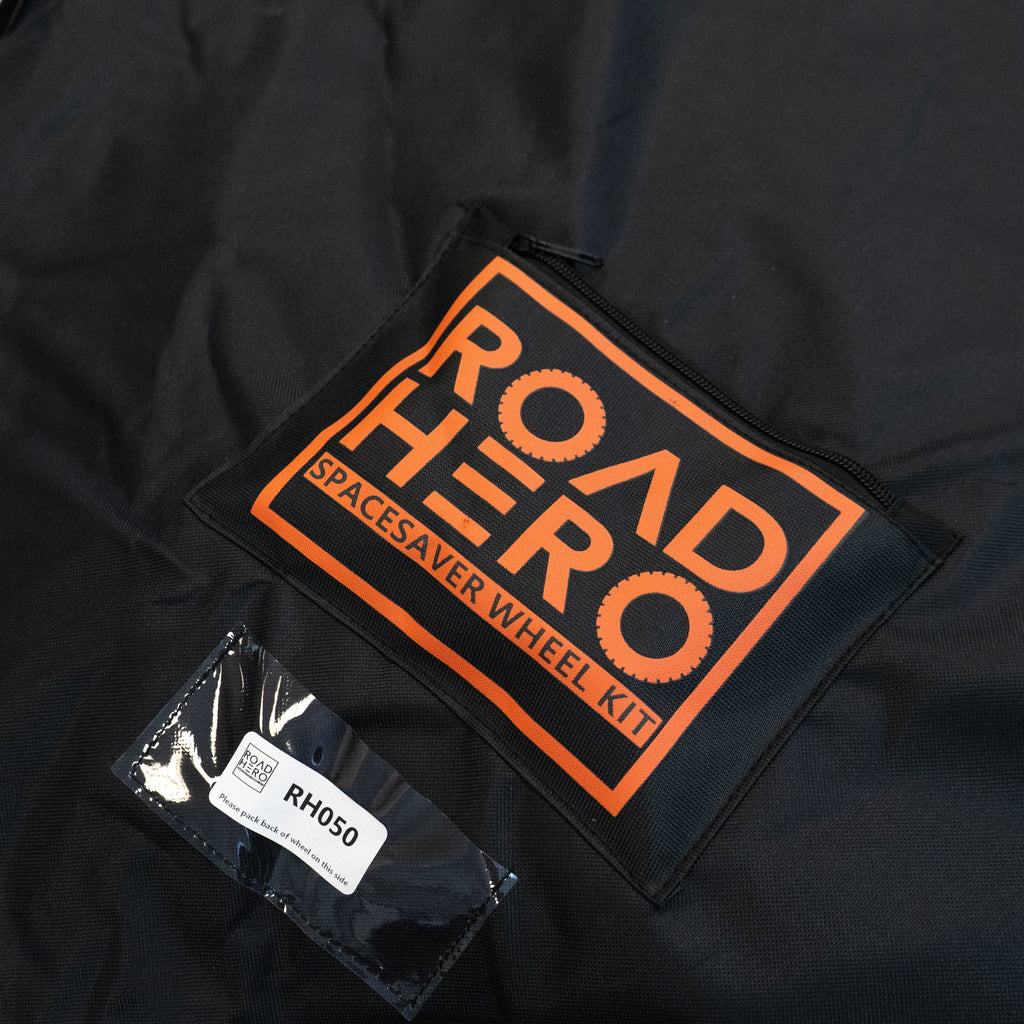 ROAD
HERO
SPACESAVER WHEEL KIT
ROAD
HERO
RH050
Please pack back of wheel on this side